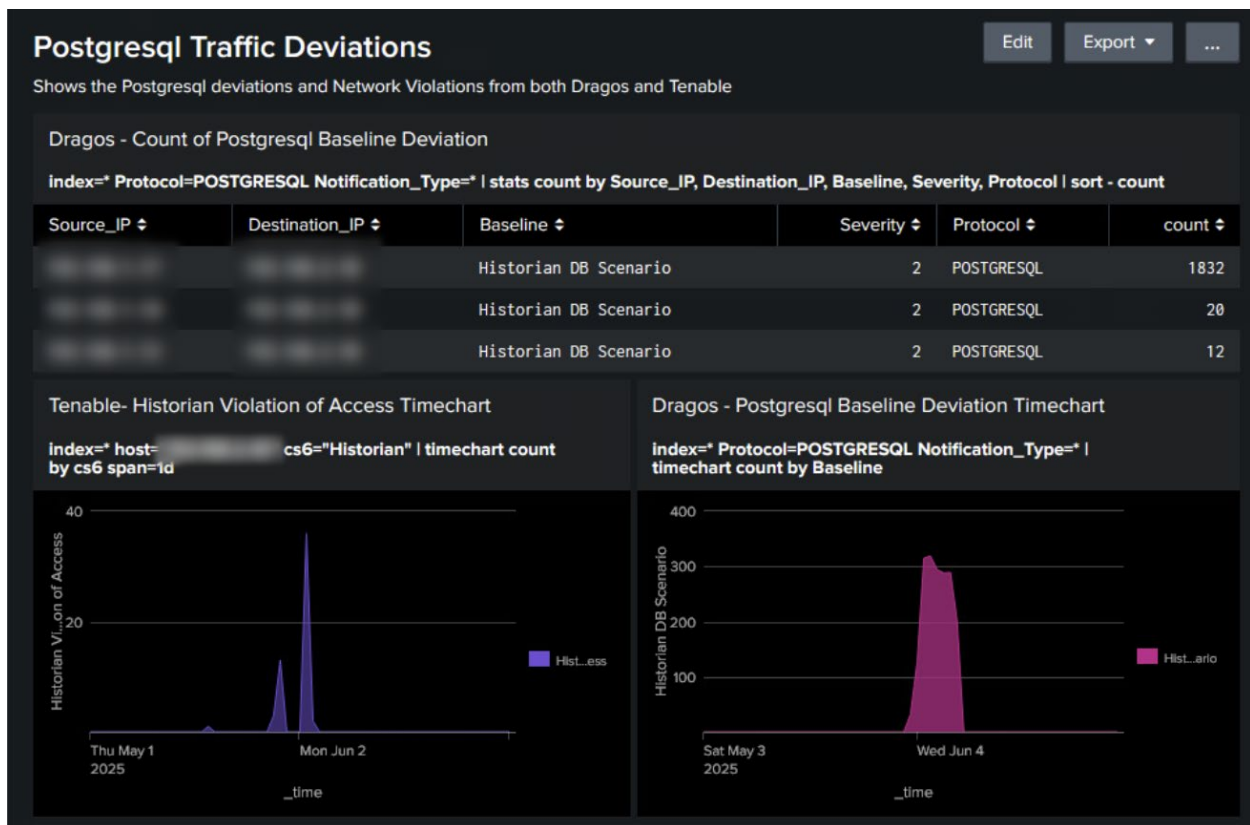 Postgresql Traffic Deviations
Edit
Export
...
Shows the Postgresql deviations and Network Violations from both Dragos and Tenable
Dragos - Count of Postgresql Baseline Deviation
index=* Protocol=POSTGRESQL Notification_Type=* | stats count by Source_IP, Destination_IP, Baseline, Severity, Protocol | sort - count
Source_IP Destination_IP Baseline Severity Protocol count
Historian DB Scenario 2 POSTGRESQL 1832
Historian DB Scenario 2 POSTGRESQL 20
Historian DB Scenario 2 POSTGRESQL 12
Tenable- Historian Violation of Access Timechart
index=* host= cs6="Historian" | timechart count
by cs6 span=1d
40
20
Historian Vi...on of Access
Hist...ess
Thu May 1
2025
Mon Jun 2
_time
Dragos - Postgresql Baseline Deviation Timechart
index=* Protocol=POSTGRESQL Notification_Type=* |
timechart count by Baseline
400
300
200
100
Historian DB Scenario
Hist...ario
Sat May 3
2025
Wed Jun 4
_time